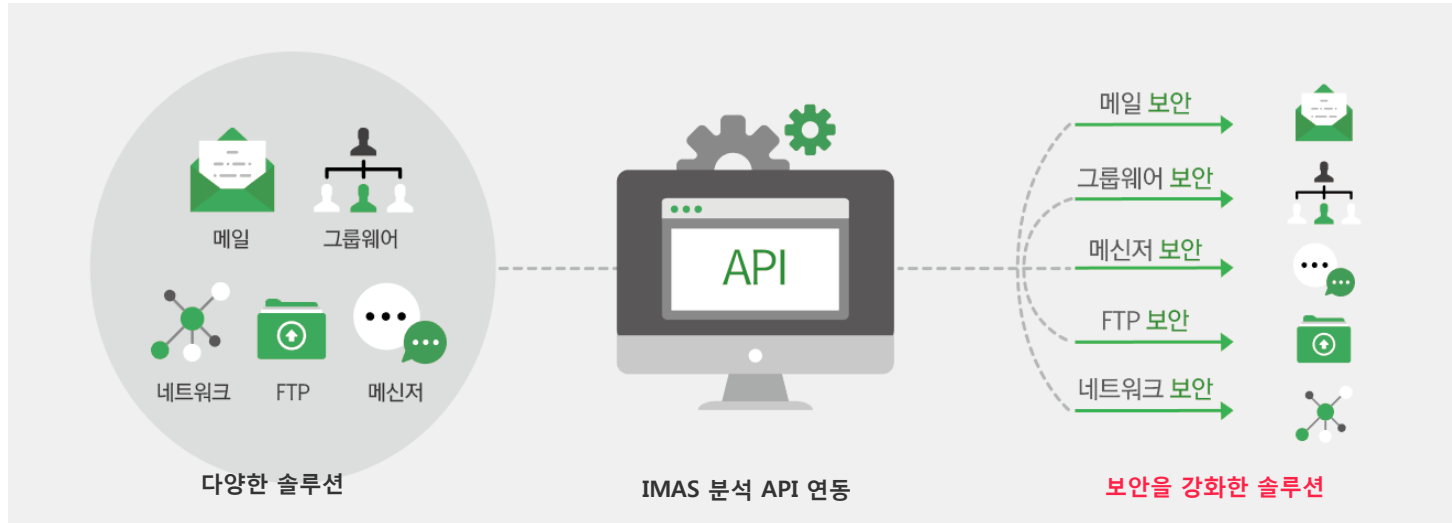 메일
그룹웨어
네트워크
FTP
메신저
다양한 솔루션
API
IMAS 분석 API 연동
메일 보안
그룹웨어 보안
메신저 보안
FTP 보안
네트워크 보안
보안을 강화한 솔루션